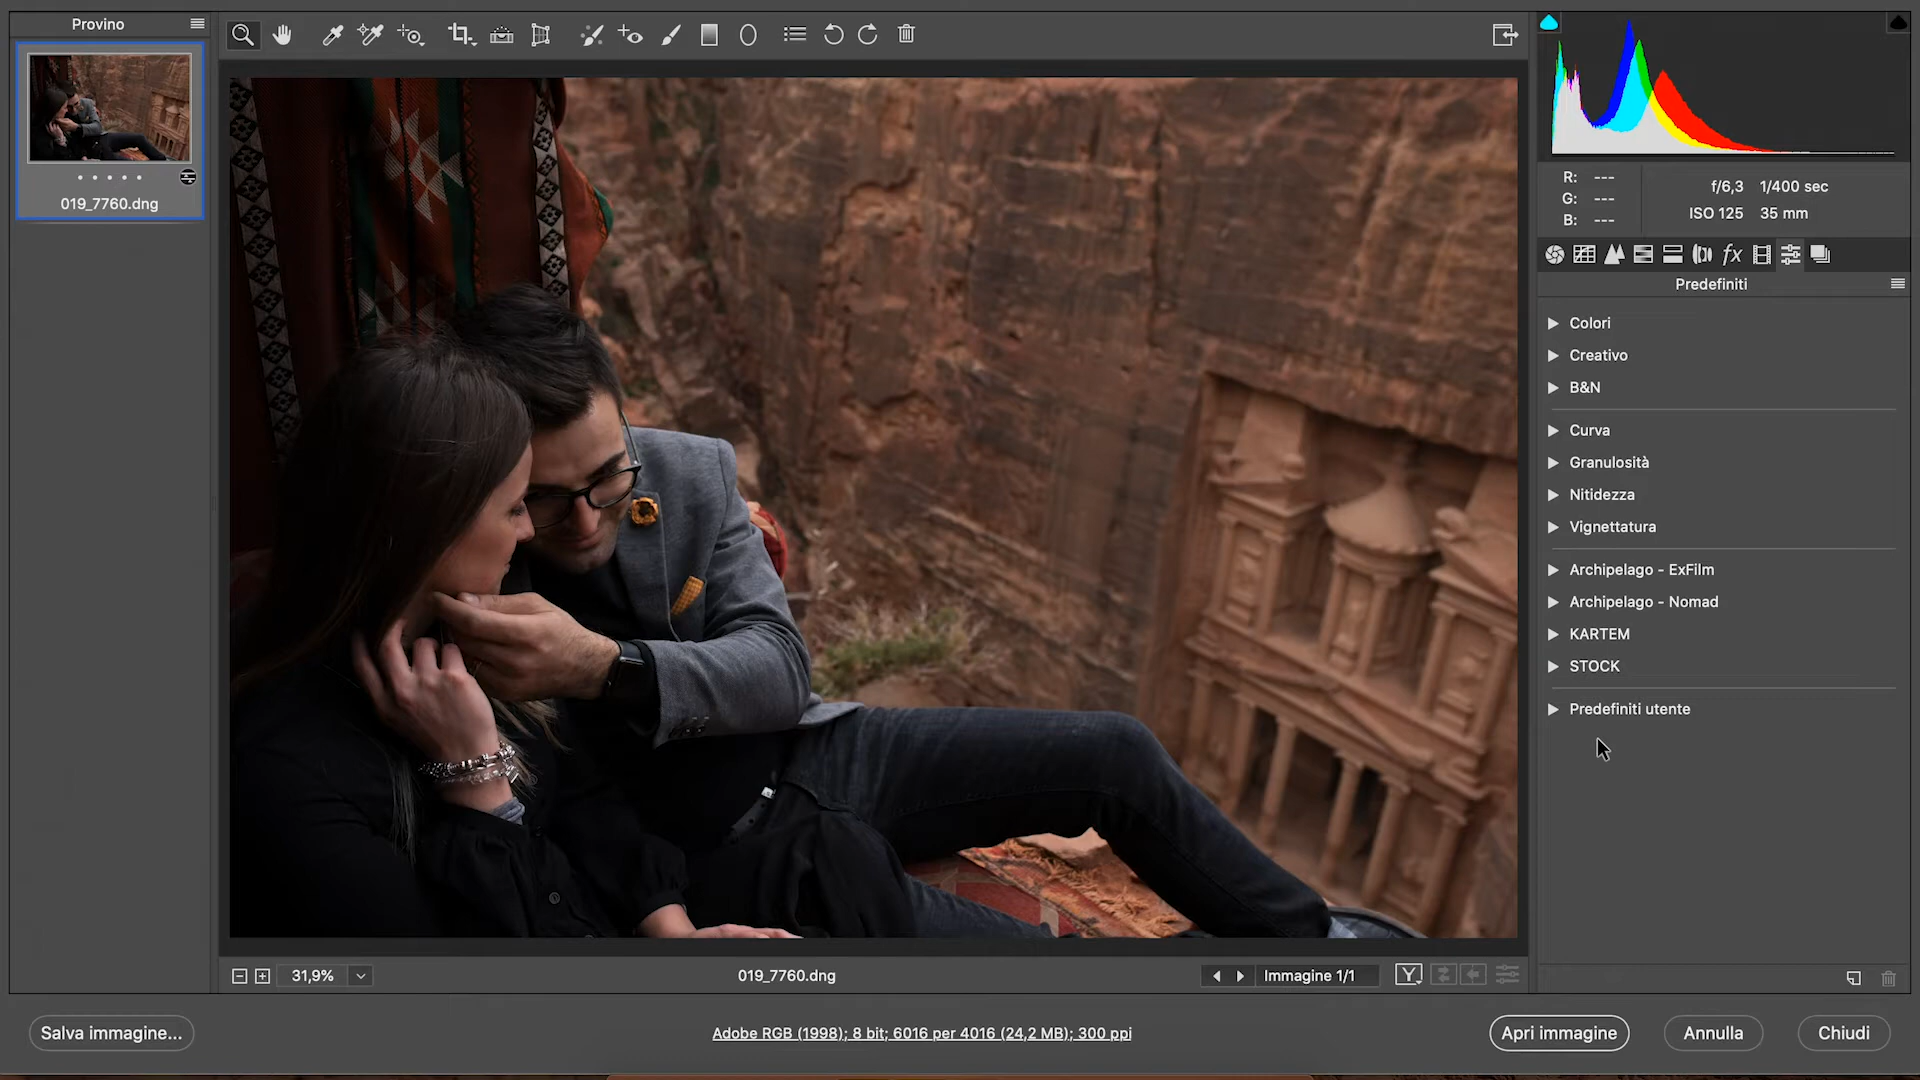 Provino
019_7760.dng
R: ---
G: ---
B: ---
f/6,3 1/400 sec
ISO 125 35 mm
fx
Predefiniti
Colori
Creativo
B&N
Curva
Granulosità
Nitidezza
Vignettatura
Archipelago - ExFilm
Archipelago - Nomad
KARTEM
STOCK
Predefiniti utente
31,9%
019_7760.dng
Immagine 1/1
Y
Salva immagine...
Adobe RGB (1998); 8 bit; 6016 per 4016 (24,2 MB); 300 ppi
Apri immagine
Annulla
Chiudi